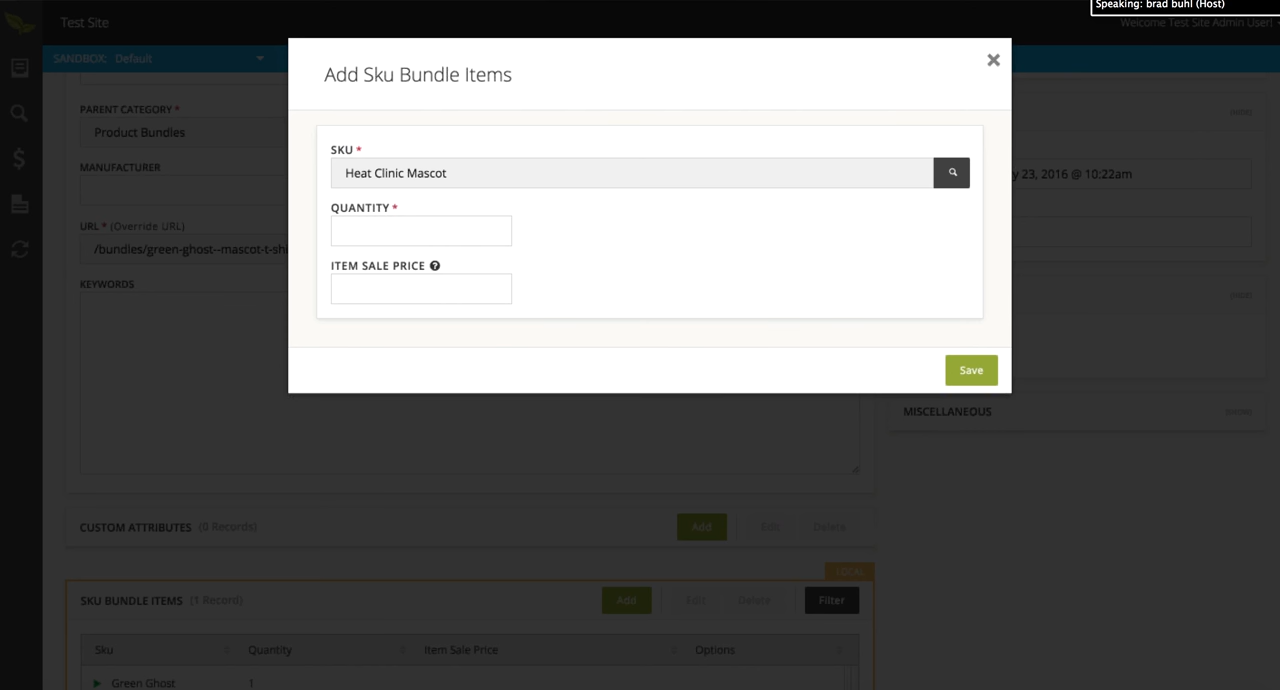 Speaking: brad buhl (Host)
Test Site
Welcome Test Site Admin User!
SANDBOX: Default
Add Sku Bundle Items
PARENT CATEGORY *
Product Bundles
MANUFACTURER
URL * (Override URL)
/bundles/green-ghost--mascot-t-shi
KEYWORDS
SKU *
Heat Clinic Mascot
QUANTITY *
ITEM SALE PRICE
Save
y 23, 2016 @ 10:22am
MISCELLANEOUS
CUSTOM ATTRIBUTES (0 Records)
Add
Edit
Delete
LOCAL
SKU BUNDLE ITEMS (1 Record)
Add
Edit
Delete
Filter
Sku
Quantity
Item Sale Price
Options
Green Ghost
1